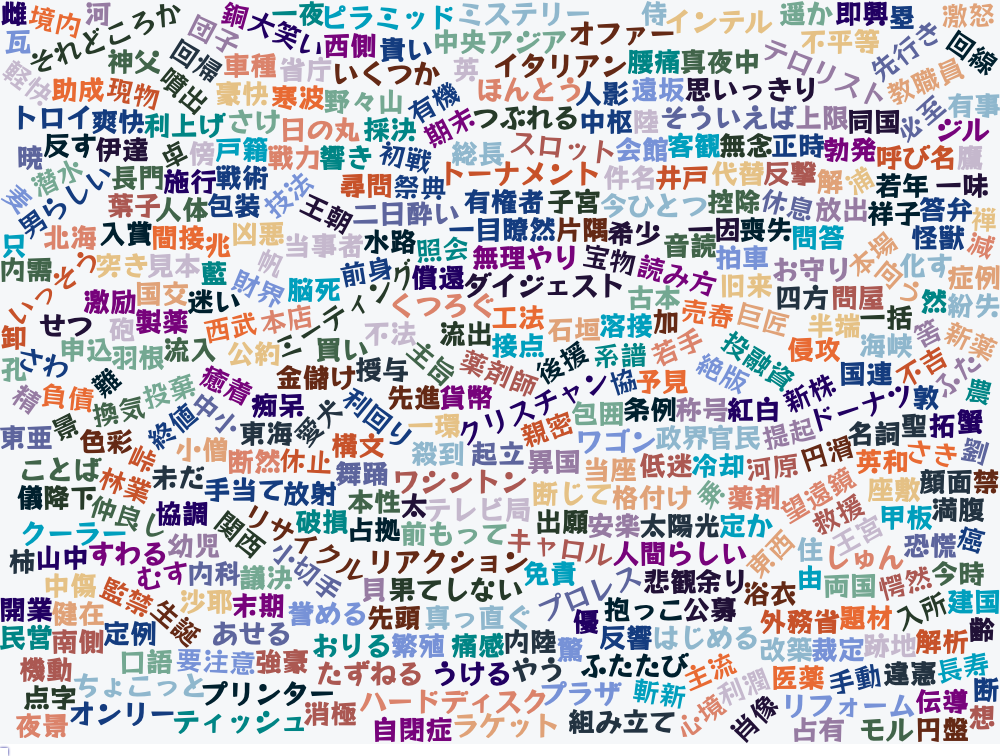 雌 境内 河 それどころか 団子 銅 大笑い 一夜 ピラミッド ミステリー 侍 インテル 遥か 即興 塁 激怒
瓦 神父 回帰 西側 貴い 中央アジア オファー 不平等 先行き 回線
軽快 助成 現物 噴出 車種 省庁 いくつか 英 イタリアン 腰痛 真夜中 テロリスト 教職員
豪快 寒波 野々山 有機 ほんとう 人影 遠坂 思いっきり 必至 有事
トロイ 爽快 利上げ さけ 日の丸 採決 期末 つぶれる 中枢 陸 そういえば 上限 同国 ジル
暁 反す 伊達 卓 傍 戸籍 戦力 響き 初戦 総長 スロット 会館 客観 無念 正時 勃発 呼び名 鷹
麦 潜水 男らしい 長門 施行 戦術 技法 尋問 祭典 トーナメント 件名 井戸 代替 反撃 解 浦 若年 一味
葉子 人体 包装 王朝 二日酔い 有権者 子宮 今ひとつ 控除 休息 放出 祥子 答弁 禅
只 北海 入賞 間接 兆 凶悪 当事者 水路 照会 一目瞭然 片隅 希少 一因 喪失 問答 怪獣 減
内需 いっそう 突き 見本 藍 帆 財界 脳死 前身 償還 無理やり 宝物 音読 読み方 拍車 お守り 本場 向こう 化す 症例
激励 国交 迷い ミーティング くつろぐ ダイジェスト 古本 旧来 四方 問屋 然 紛失
卸 せつ 砲 製薬 西武 本店 不法 流出 工法 石垣 溶接 加 売春 巨匠 半端 一括 筈 新薬
孔 さわ 申込 羽根 流入 公約 買い 主旨 接点 薬剤師 後援 系譜 若手 投融資 侵攻 海峡 不吉 ふた
精 負債 難 投棄 癒着 金儲け 授与 先進 貨幣 クリスチャン 協 予見 絶版 新株 国連 敦 農
東亜 景 換気 終値 中小 痴呆 愛犬 利回り 一環 親密 包囲 条例 称号 紅白 ドーナツ 名詞 聖 拓 蟹
色彩 峠 小僧 東海 構文 殺到 起立 ワゴン 政界 官民 提起 円滑 英和 さき 劉
ことば 林業 未だ 断然 休止 舞踊 ワシントン 異国 当座 低迷 冷却 河原 望遠鏡 座敷 顔面 禁
儀 降下 仲良し 手当て 放射 本性 太 テレビ局 断じて 格付け 乗 薬剤 救援 甲板 満腹
クーラー 協調 関西 リサイクル 破損 占拠 前もって 出願 安楽 太陽光 定か 東西 王宮 恐慌 癌
柿 山中 すわる 幼児 小切手 リアクション キャロル 人間らしい 住 しゅん
中傷 監禁 むす 内科 議決 貝 果てしない 免責 プロレス 悲観 余り 浴衣 由 両国 愕然 今時
開業 健在 生誕 沙耶 末期 誉める 先頭 真っ直ぐ 優 抱っこ 公募 外務省 題材 入所 建国
民営 南側 定例 あせる おりる 繁殖 痛感 内陸 驚 反響 はじめる 改築 裁定 跡地 解析 齢
機動 口語 要注意 強豪 たずねる うける やう ふたたび 主流 利潤 医薬 手動 違憲 長寿
点字 ちょこっと プリンター ハードディスク プラザ 斬新 心境 肖像 リフォーム 伝導 断
夜景 オンリー ティッシュ 消極 自閉症 ラケット 組み立て 占有 モル 円盤 想